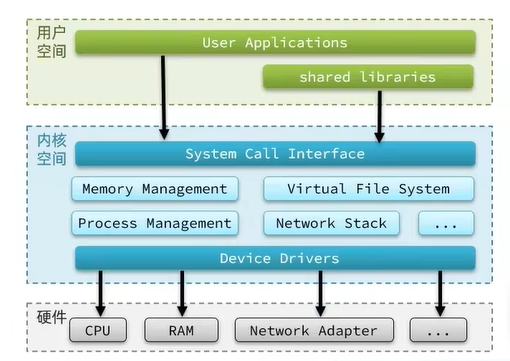 用户
空间
User Applications
shared libraries
内核
空间
System Call Interface
Memory Management
Virtual File System
Process Management
Network Stack
...
Device Drivers
硬件
CPU
RAM
Network Adapter
...